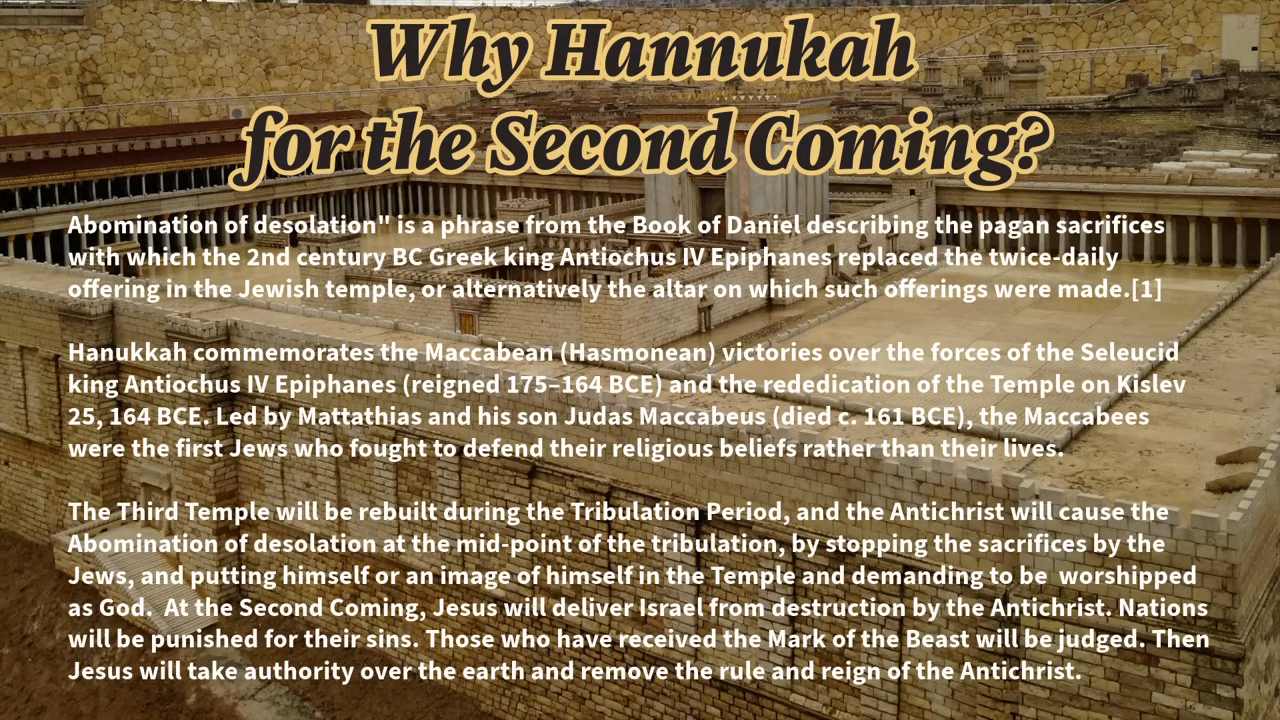 Why Hannukah
for the Second Coming?
Abomination of desolation" is a phrase from the Book of Daniel describing the pagan sacrifices
with which the 2nd century BC Greek king Antiochus IV Epiphanes replaced the twice-daily
offering in the Jewish temple, or alternatively the altar on which such offerings were made.[1]
Hanukkah commemorates the Maccabean (Hasmonean) victories over the forces of the Seleucid
king Antiochus IV Epiphanes (reigned 175–164 BCE) and the rededication of the Temple on Kislev
25, 164 BCE. Led by Mattathias and his son Judas Maccabeus (died c. 161 BCE), the Maccabees
were the first Jews who fought to defend their religious beliefs rather than their lives.
The Third Temple will be rebuilt during the Tribulation Period, and the Antichrist will cause the
Abomination of desolation at the mid-point of the tribulation, by stopping the sacrifices by the
Jews, and putting himself or an image of himself in the Temple and demanding to be  worshipped
as God.  At the Second Coming, Jesus will deliver Israel from destruction by the Antichrist. Nations
will be punished for their sins. Those who have received the Mark of the Beast will be judged. Then
Jesus will take authority over the earth and remove the rule and reign of the Antichrist.